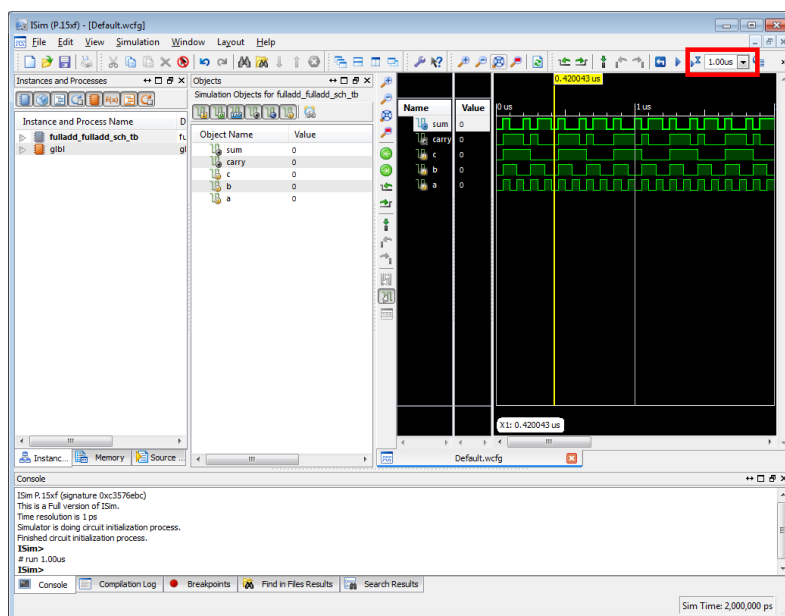 ISim (P.15xf) - [Default.wcfg]
File Edit View Simulation Window Layout Help
1.00us
Instances and Processes
Objects
Simulation Objects for fulladd_fulladd_sch_tb
Instance and Process Name D
fulladd_fulladd_sch_tb fu
glbl gl
Object Name Value
sum 0
carry 0
c 0
b 0
a 0
0.420043 us
Name Value
0 us 1 us
sum 0
carry 0
c 0
b 0
a 0
X1: 0.420043 us
Instanc... Memory Source ...
Default.wcfg
Console
ISim P.15xf (signature 0xc3576ebc)
This is a Full version of ISim.
Time resolution is 1 ps
Simulator is doing circuit initialization process.
Finished circuit initialization process.
ISim>
# run 1.00us
ISim>
Console Compilation Log Breakpoints Find in Files Results Search Results
Sim Time: 2,000,000 ps